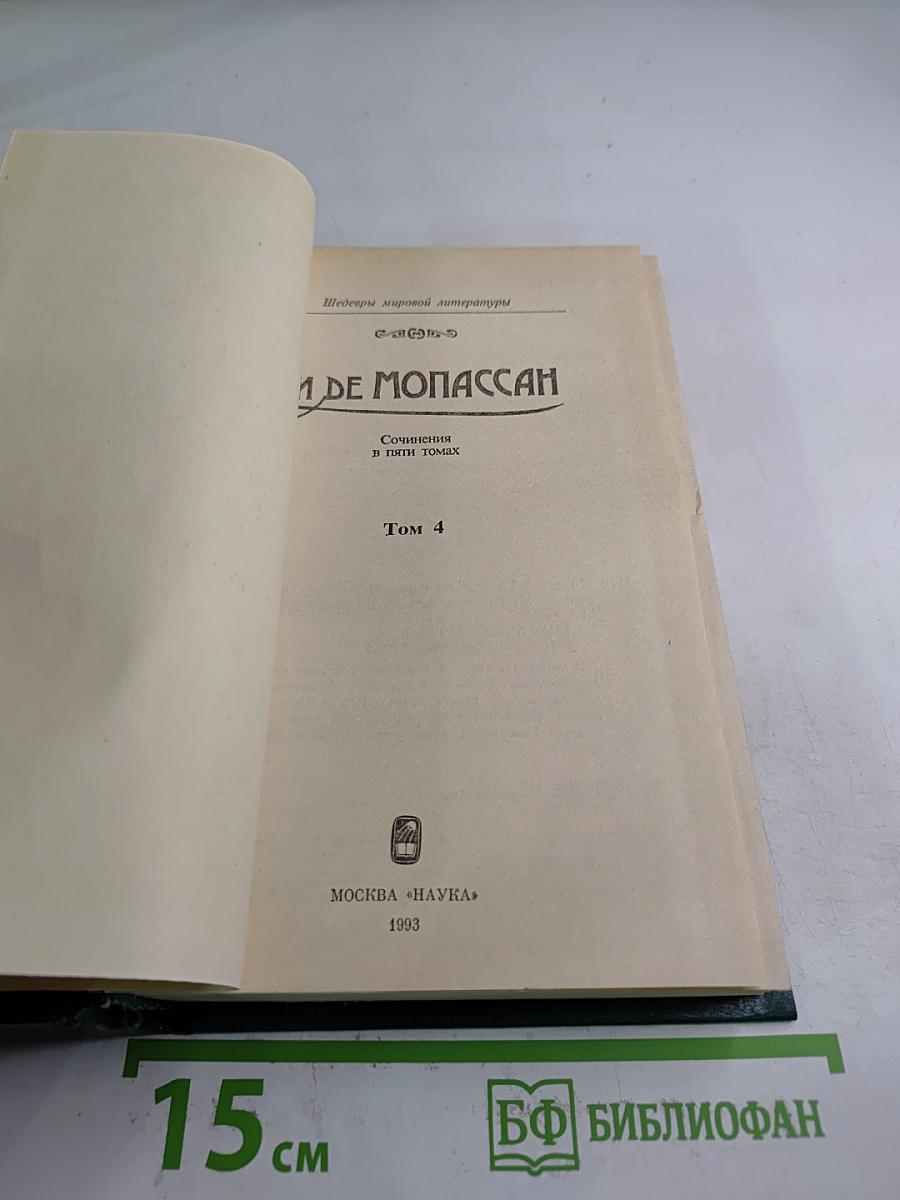 Шедевры мировой литературы
И DE МОПАССАН
Сочинения
в пяти томах
Том 4
МОСКВА «НАУКА»
1993
15 см
БФ БИБЛИОФАН